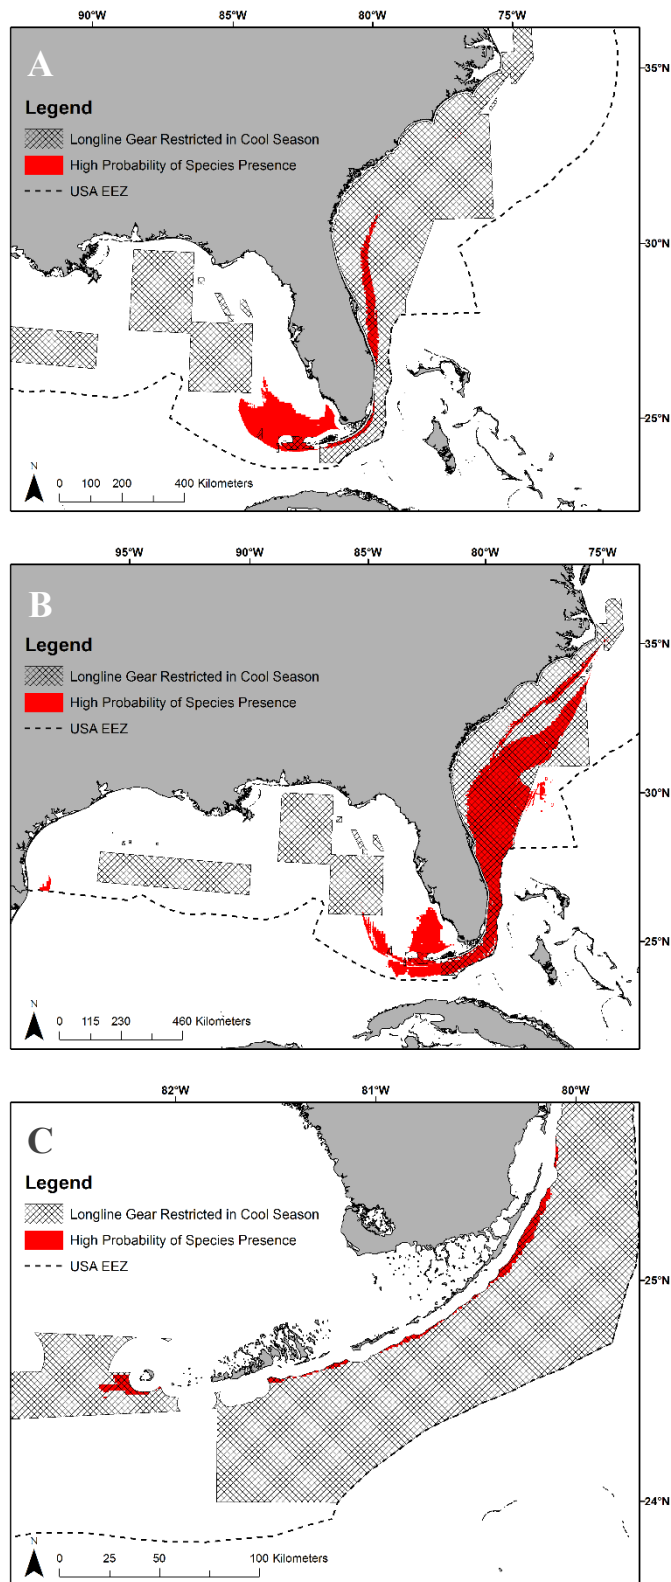 90°W 85°W 80°W 75°W
A
35°N
Legend
Longline Gear Restricted in Cool Season
High Probability of Species Presence
USA EEZ
30°N
25°N
N
0 100 200 400 Kilometers
95°W 90°W 85°W 80°W 75°W
B
35°N
Legend
Longline Gear Restricted in Cool Season
High Probability of Species Presence
USA EEZ
30°N
25°N
N
0 115 230 460 Kilometers
82°W 81°W 80°W
C
Legend
Longline Gear Restricted in Cool Season
High Probability of Species Presence
USA EEZ
25°N
24°N
N
0 25 50 100 Kilometers